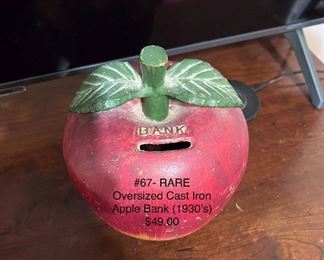 BANK
#67- RARE
Oversized Cast Iron
Apple Bank (1930's)
$49.00